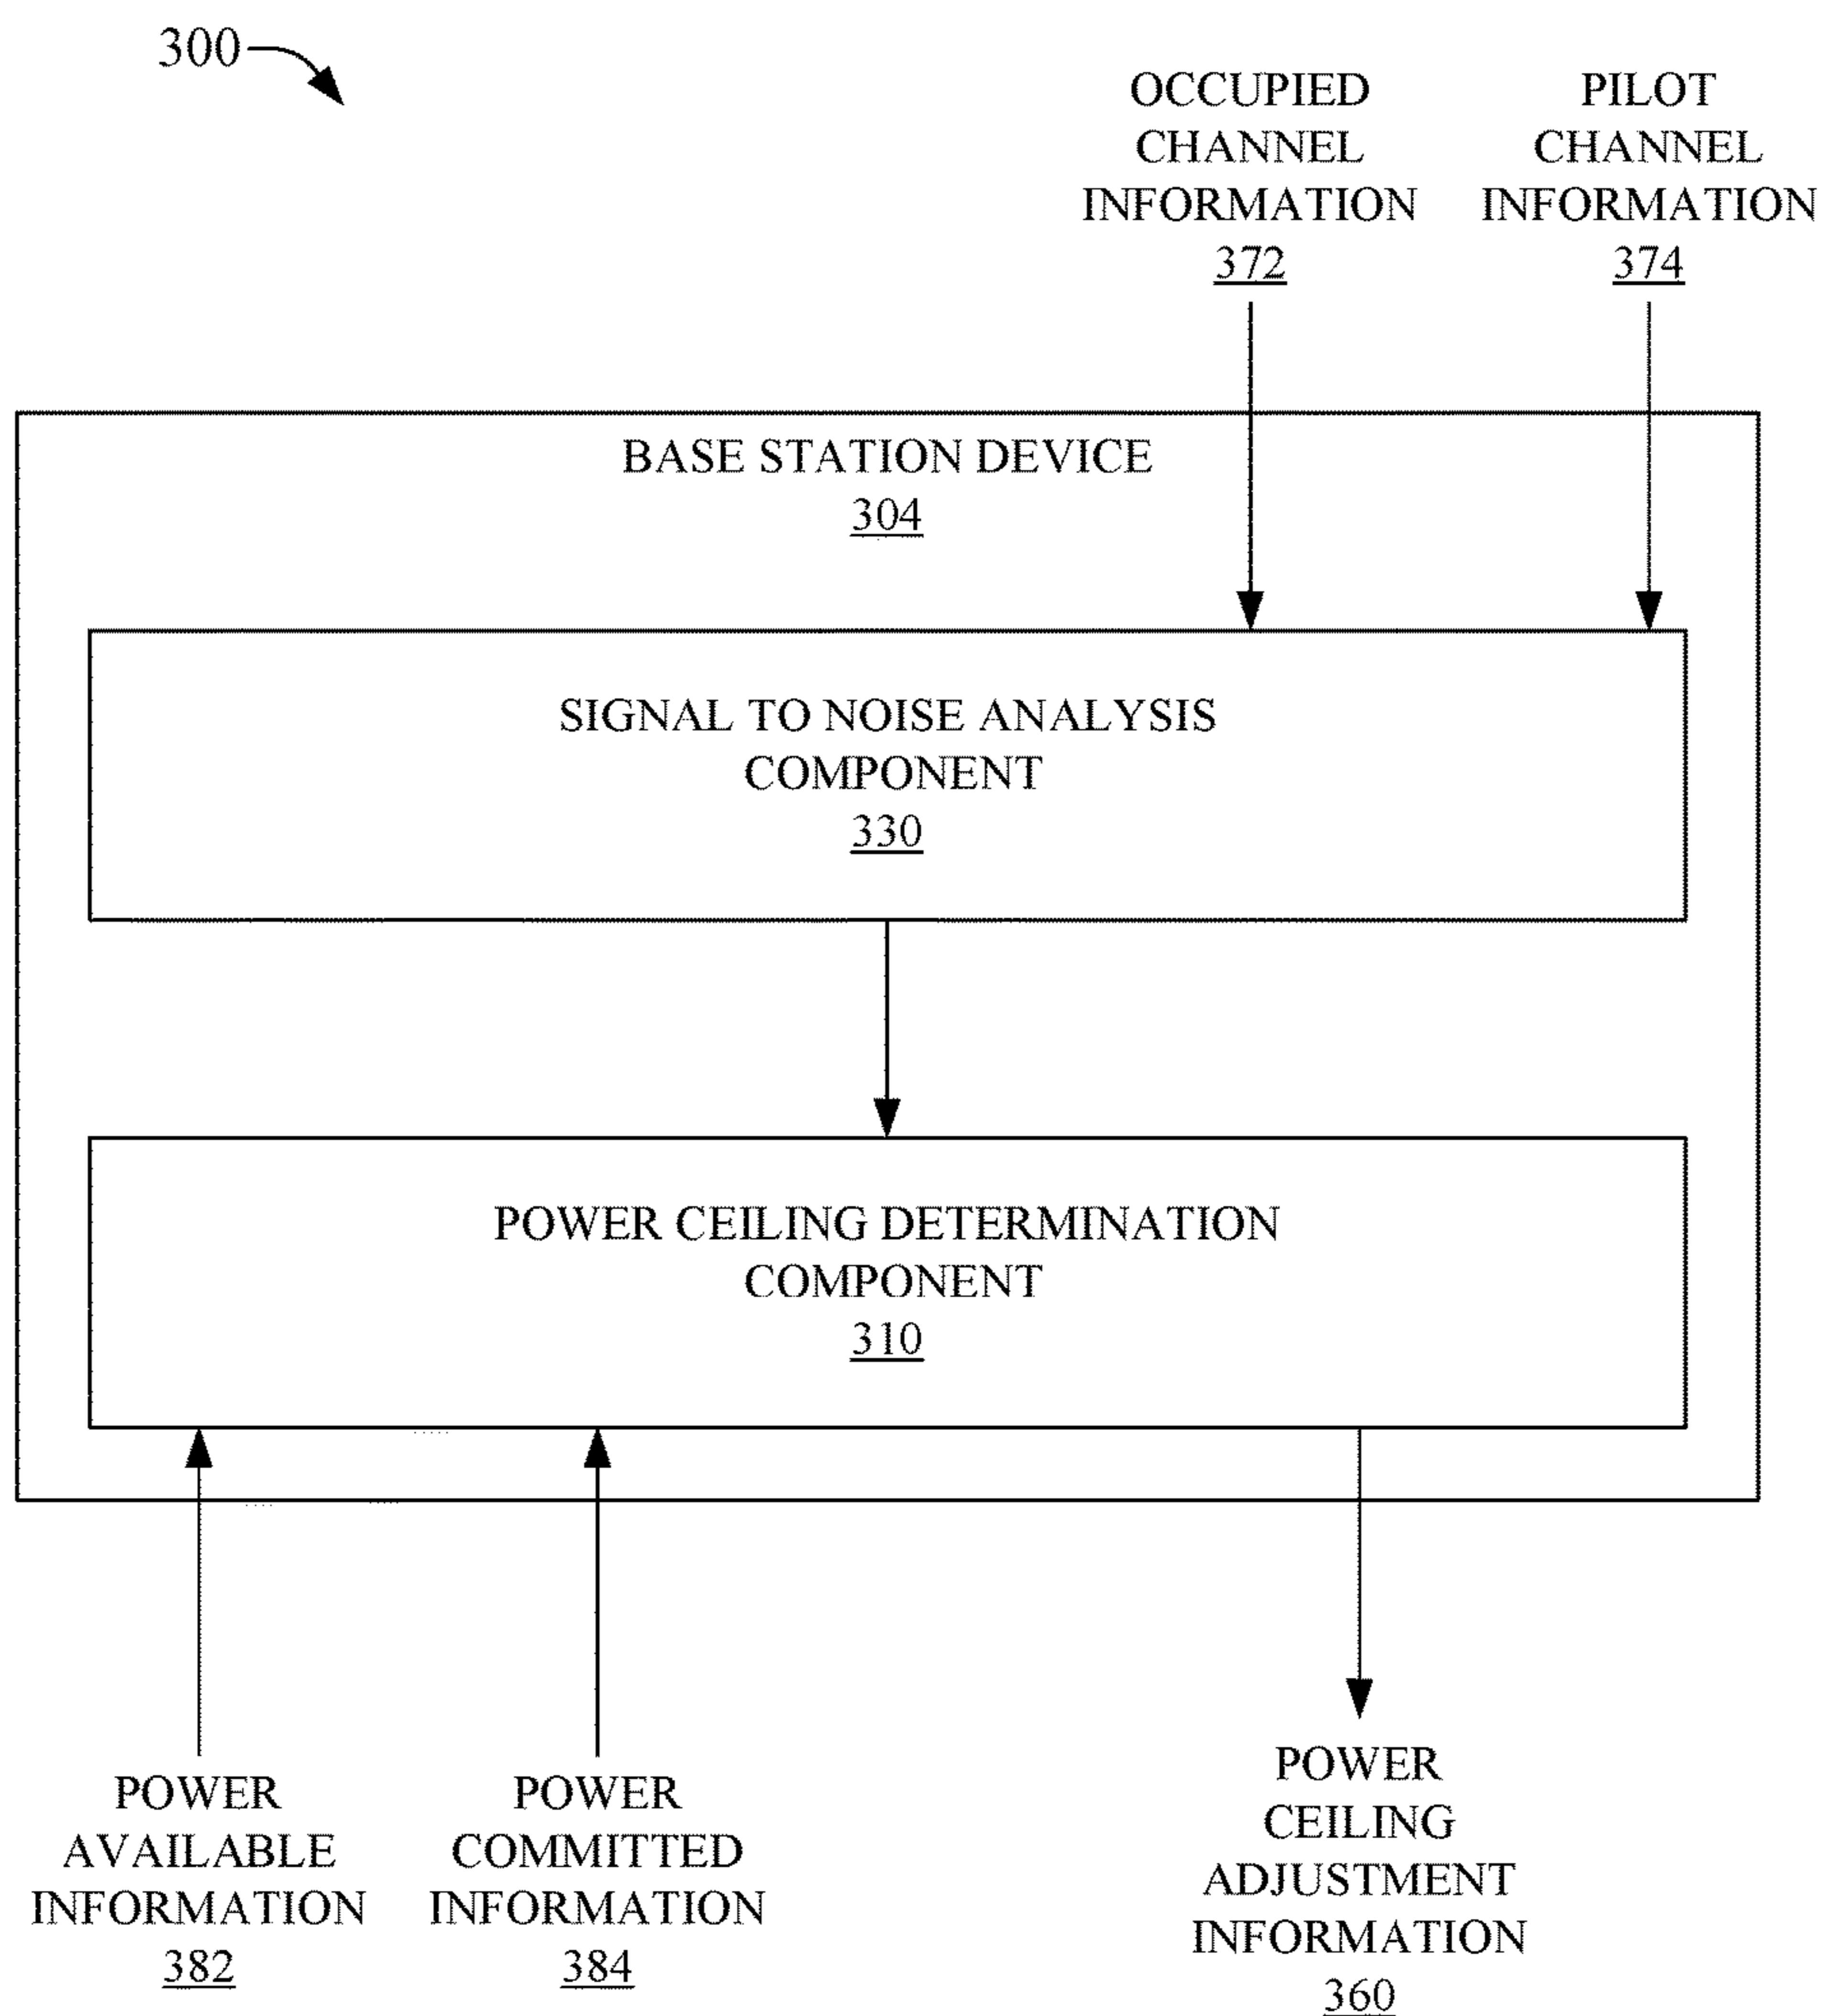 300
OCCUPIED
CHANNEL
INFORMATION
372
PILOT
CHANNEL
INFORMATION
374
BASE STATION DEVICE
304
SIGNAL TO NOISE ANALYSIS
COMPONENT
330
POWER CEILING DETERMINATION
COMPONENT
310
POWER
AVAILABLE
INFORMATION
382
POWER
COMMITTED
INFORMATION
384
POWER
CEILING
ADJUSTMENT
INFORMATION
360